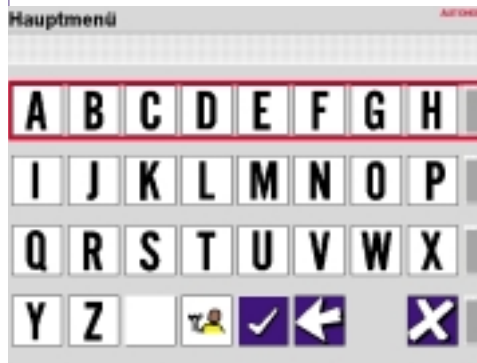 Hauptmenü
A B C D E F G H
I J K L M N O P
Q R S T U V W X
Y Z